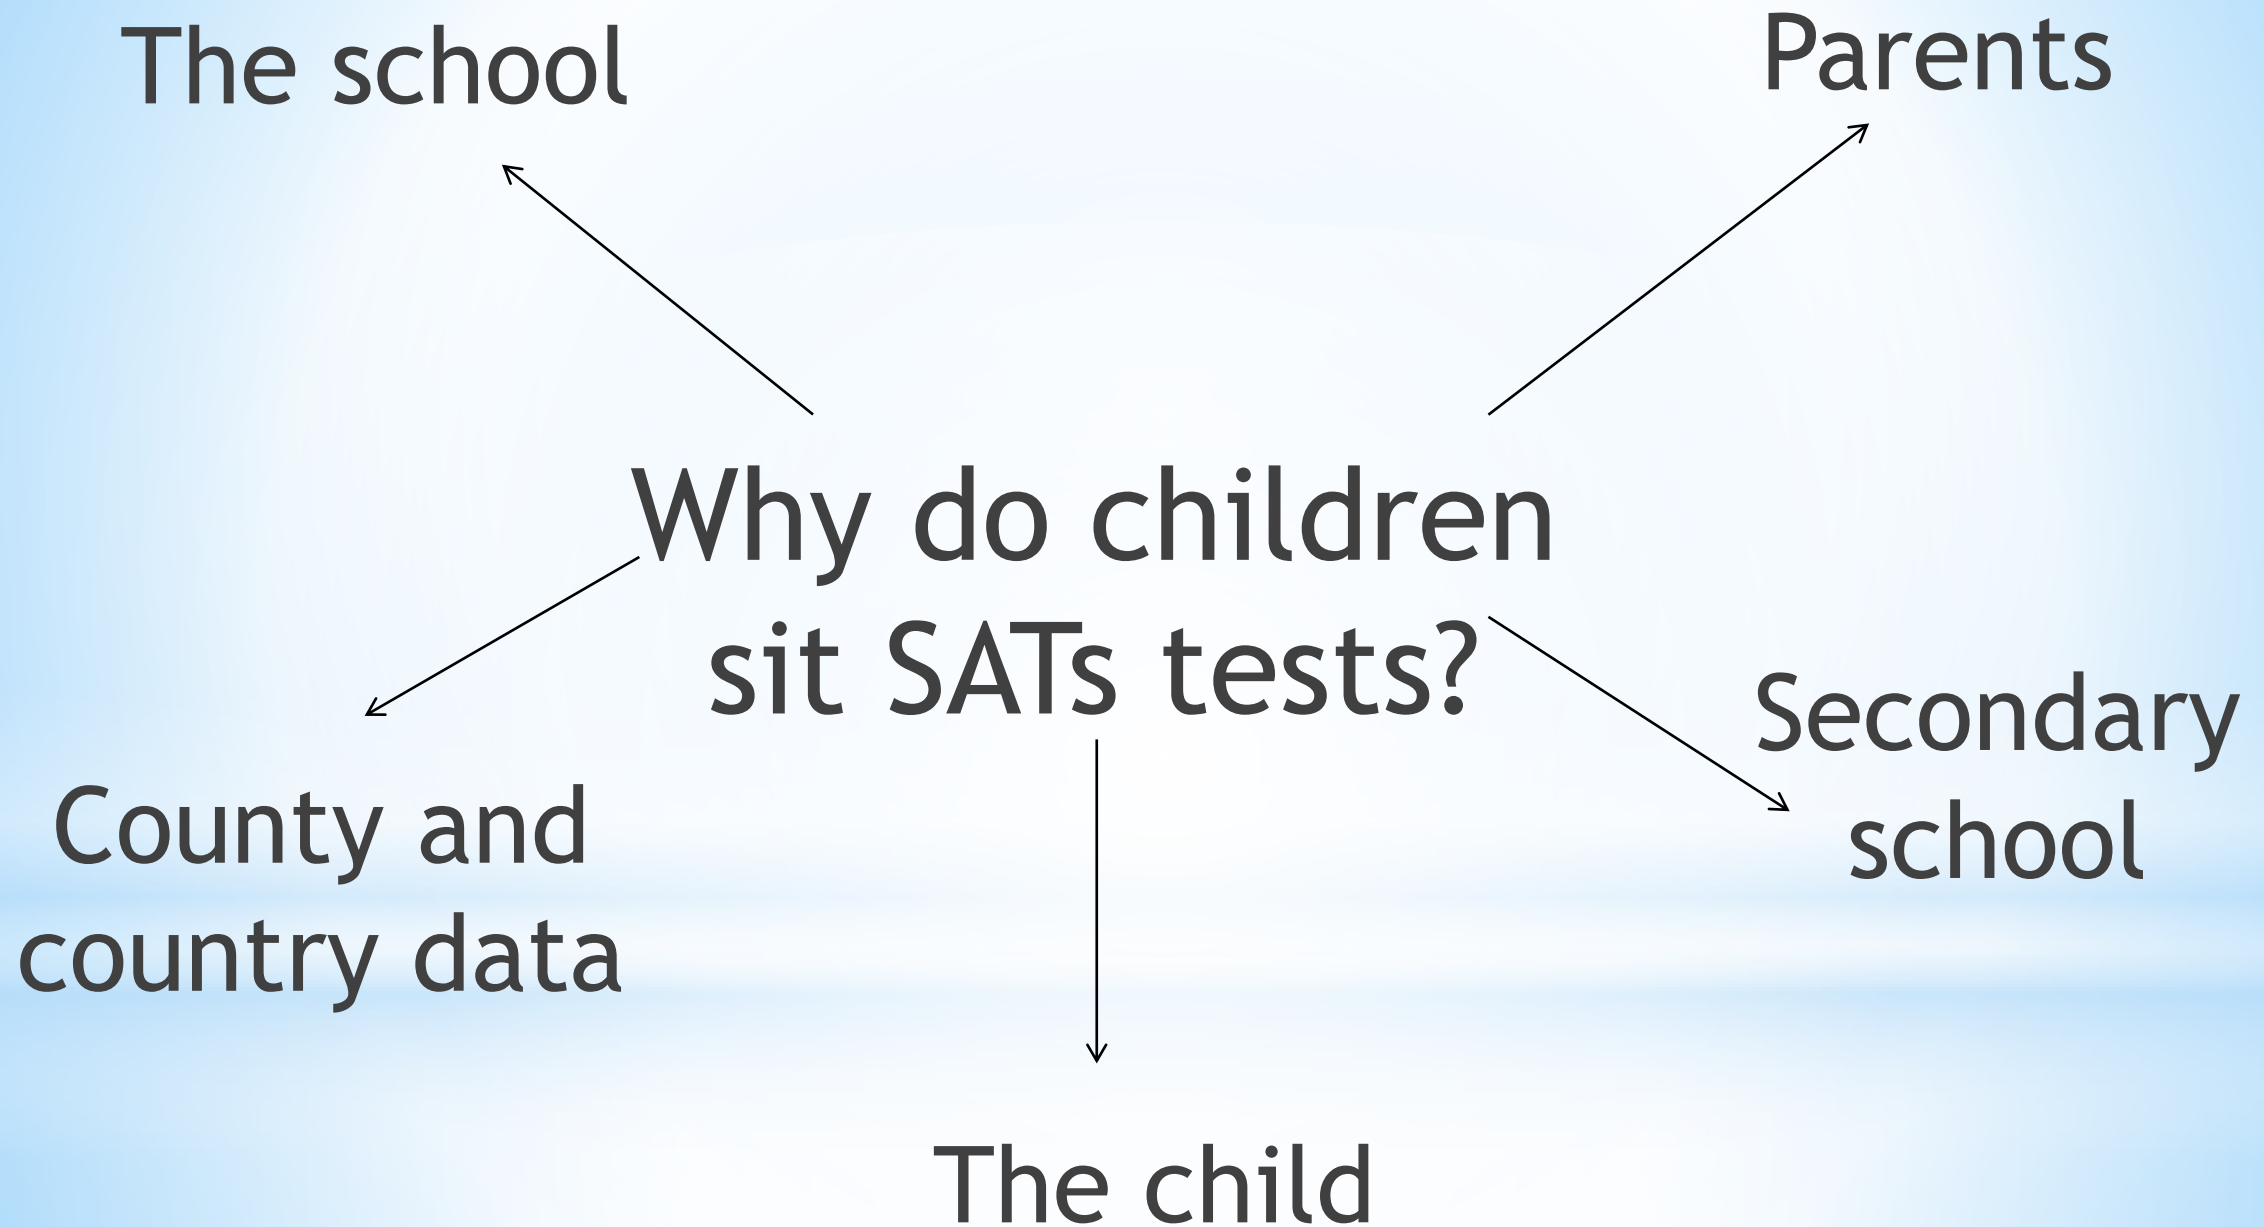 The school
Parents
Why do children
sit SATs tests?
Secondary
school
County and
country data
The child